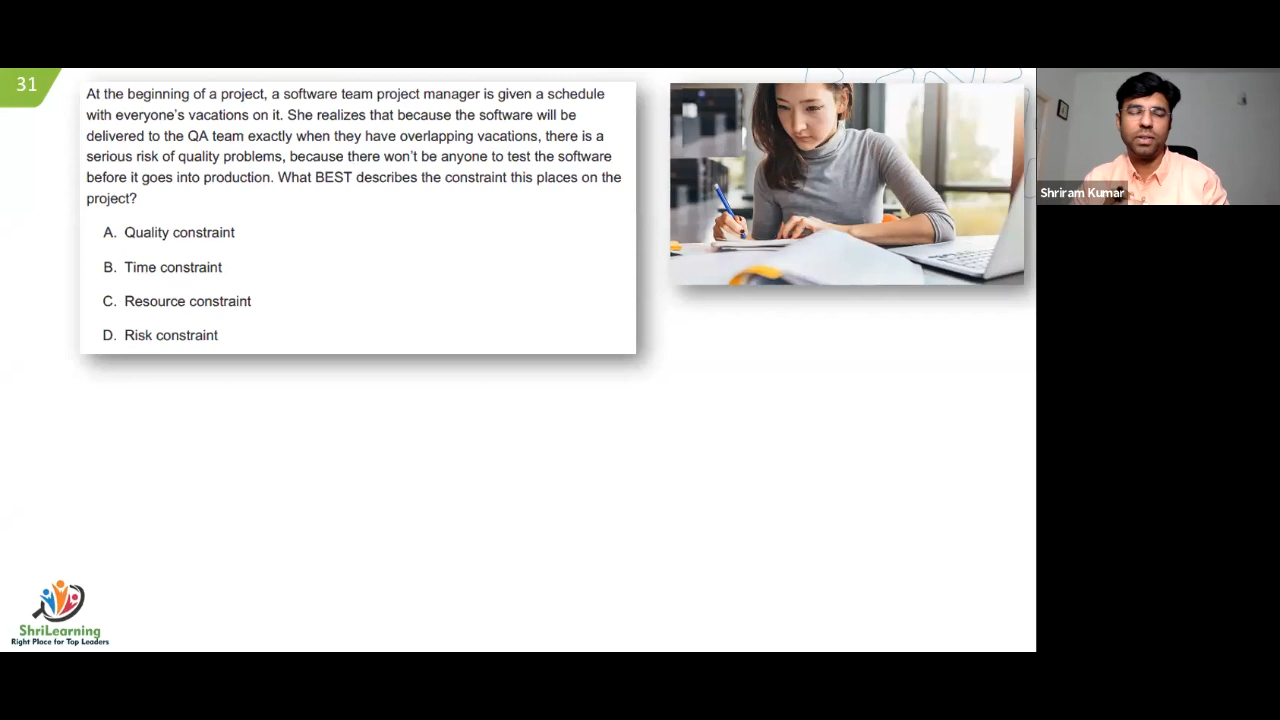 31
At the beginning of a project, a software team project manager is given a schedule
with everyone's vacations on it. She realizes that because the software will be
delivered to the QA team exactly when they have overlapping vacations, there is a
serious risk of quality problems, because there won't be anyone to test the software
before it goes into production. What BEST describes the constraint this places on the
project?
A. Quality constraint
B. Time constraint
C. Resource constraint
D. Risk constraint
Shriram Kumar
ShriLearning
Right Place for Top Leaders